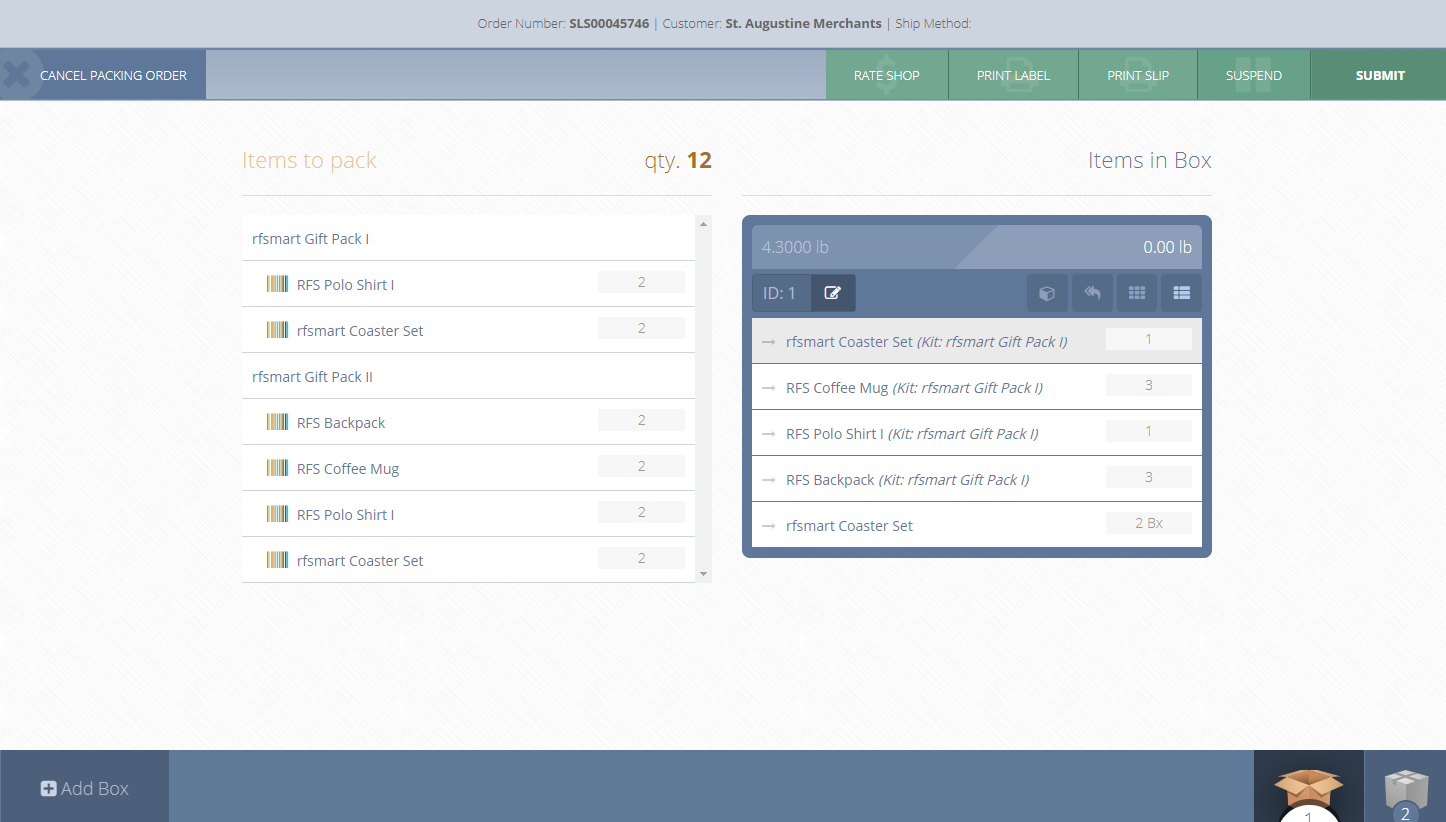 Order Number: SLS00045746 | Customer: St. Augustine Merchants | Ship Method:
CANCEL PACKING ORDER
RATE SHOP
PRINT LABEL
PRINT SLIP
SUSPEND
SUBMIT
Items to pack
qty. 12
rfsmart Gift Pack I
RFS Polo Shirt I 2
rfsmart Coaster Set 2
rfsmart Gift Pack II
RFS Backpack 2
RFS Coffee Mug 2
RFS Polo Shirt I 2
rfsmart Coaster Set 2
Items in Box
4.3000 lb
0.00 lb
ID: 1
rfsmart Coaster Set (Kit: rfsmart Gift Pack I) 1
RFS Coffee Mug (Kit: rfsmart Gift Pack I) 3
RFS Polo Shirt I (Kit: rfsmart Gift Pack I) 1
RFS Backpack (Kit: rfsmart Gift Pack I) 3
rfsmart Coaster Set 2 Bx
Add Box
1
2